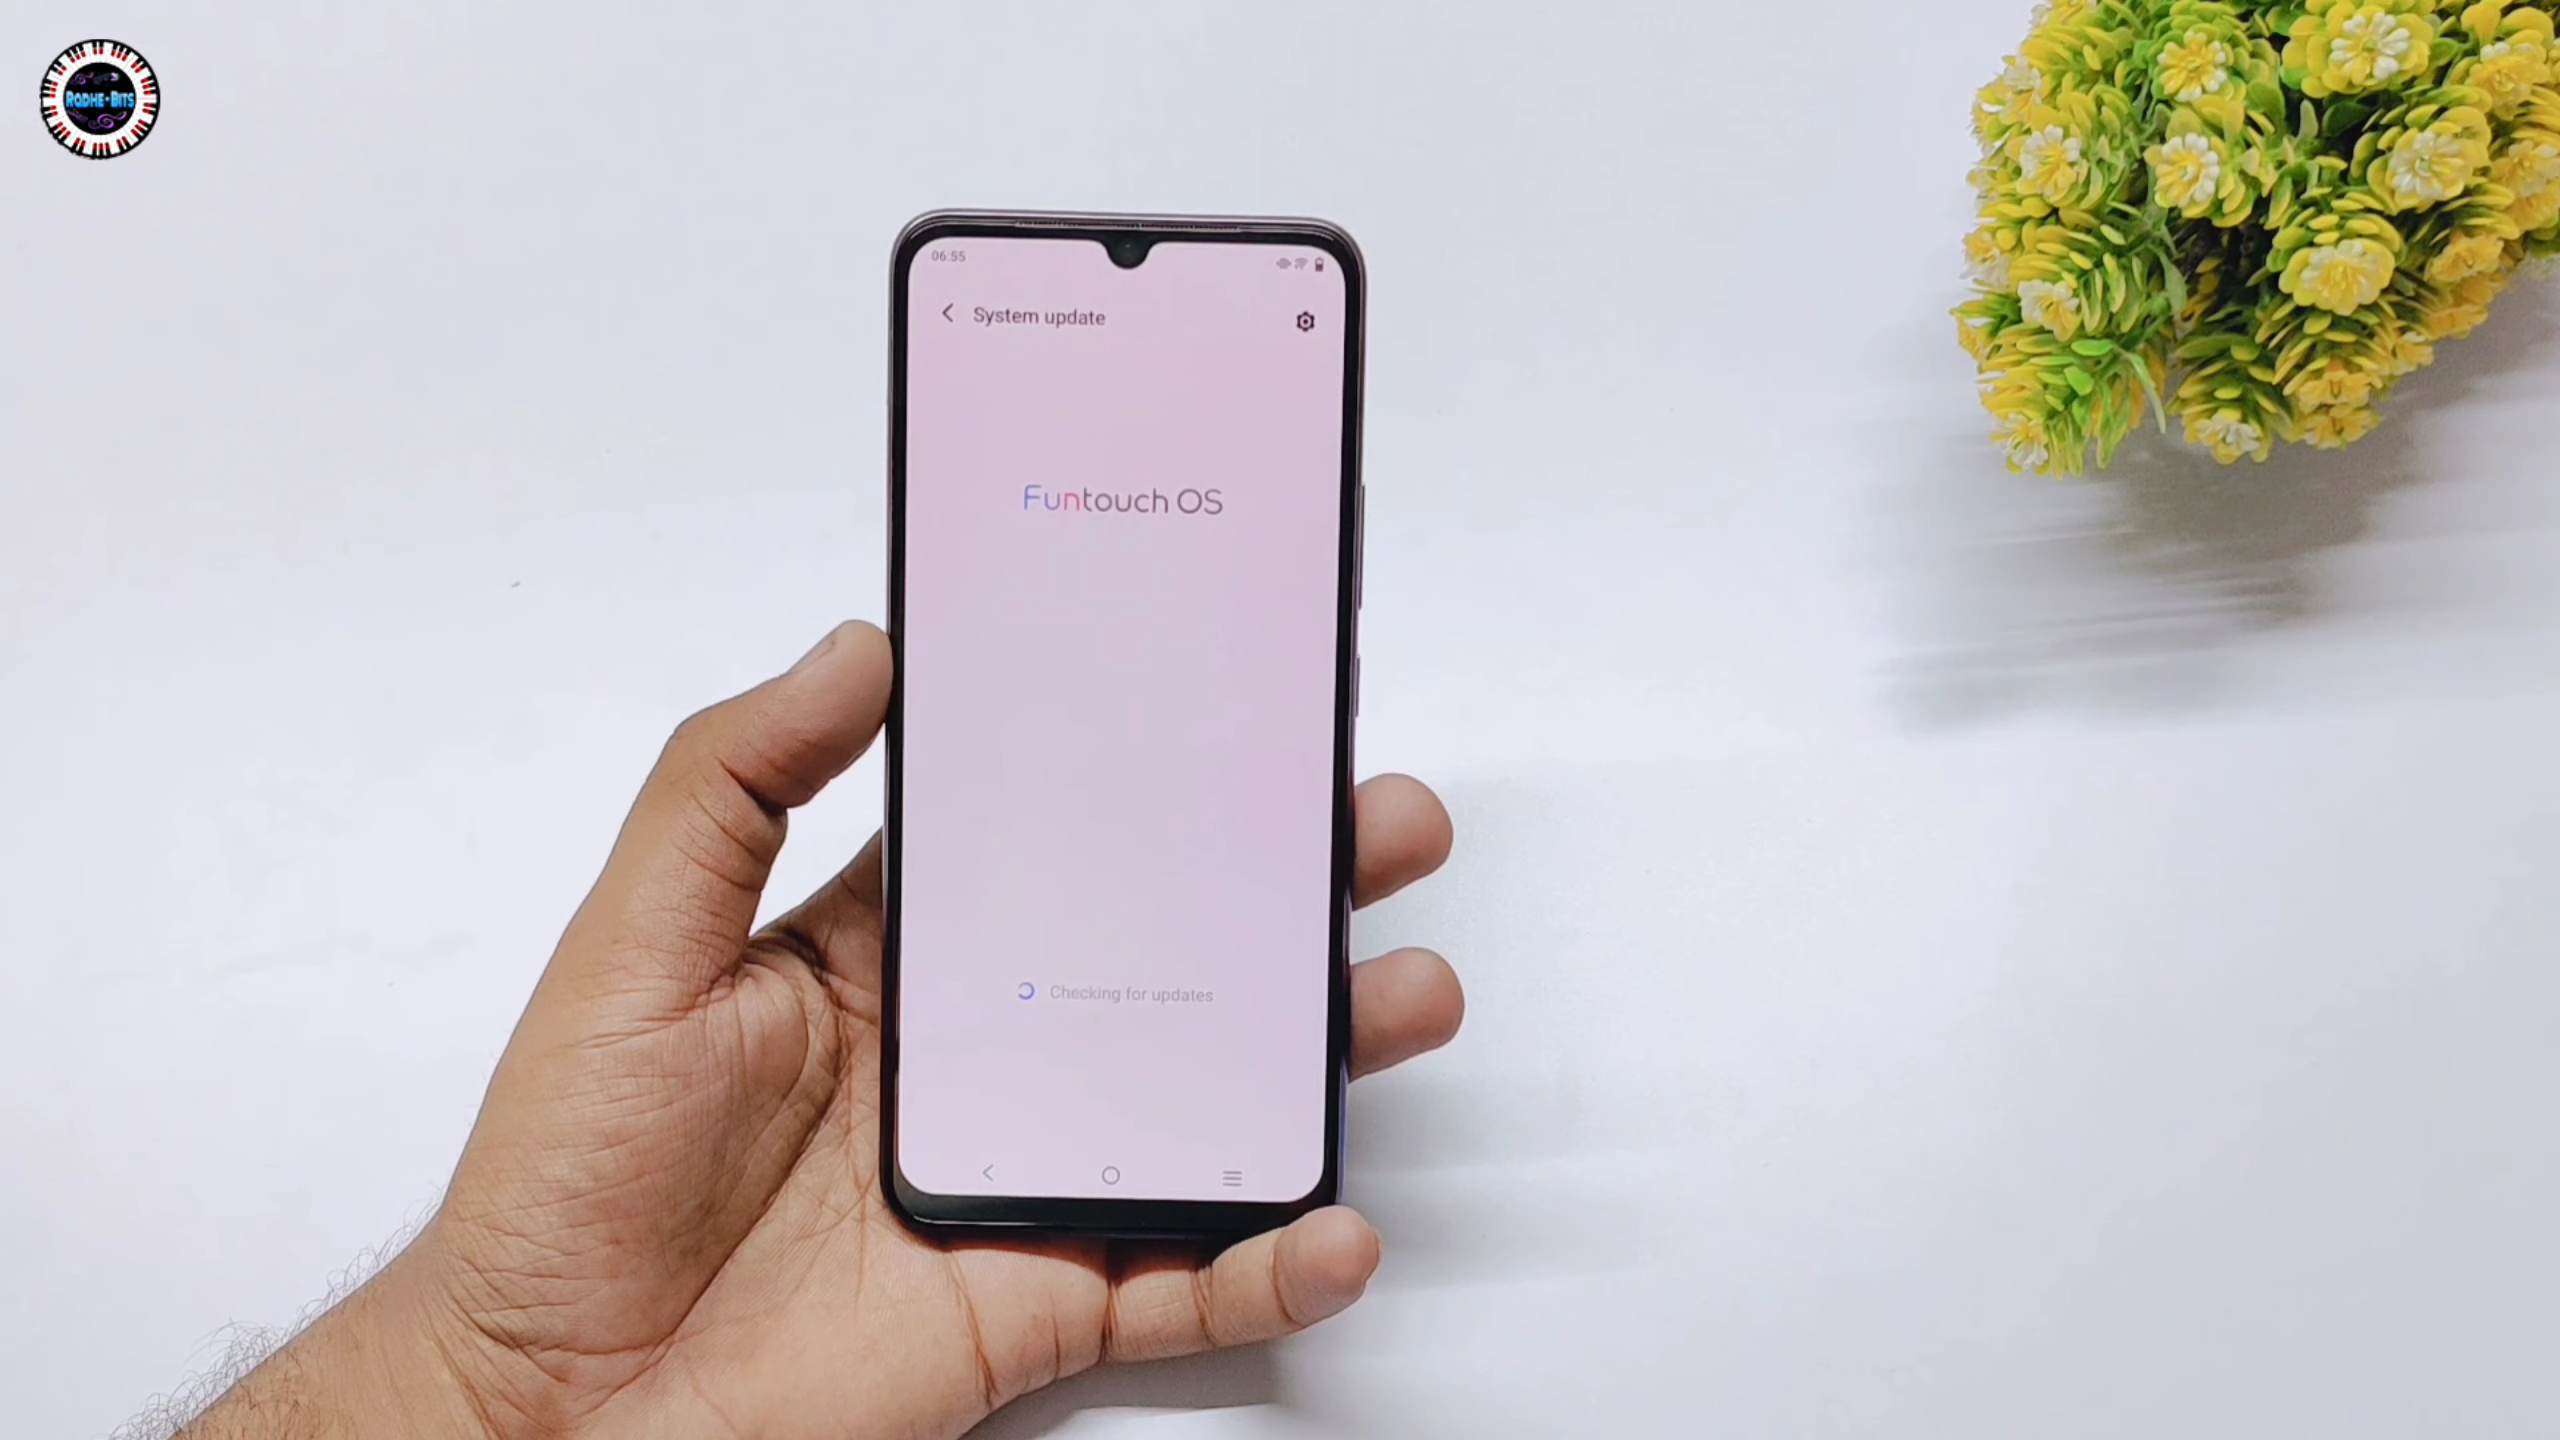 RADHE-BITS
06:55
System update
Funtouch OS
Checking for updates